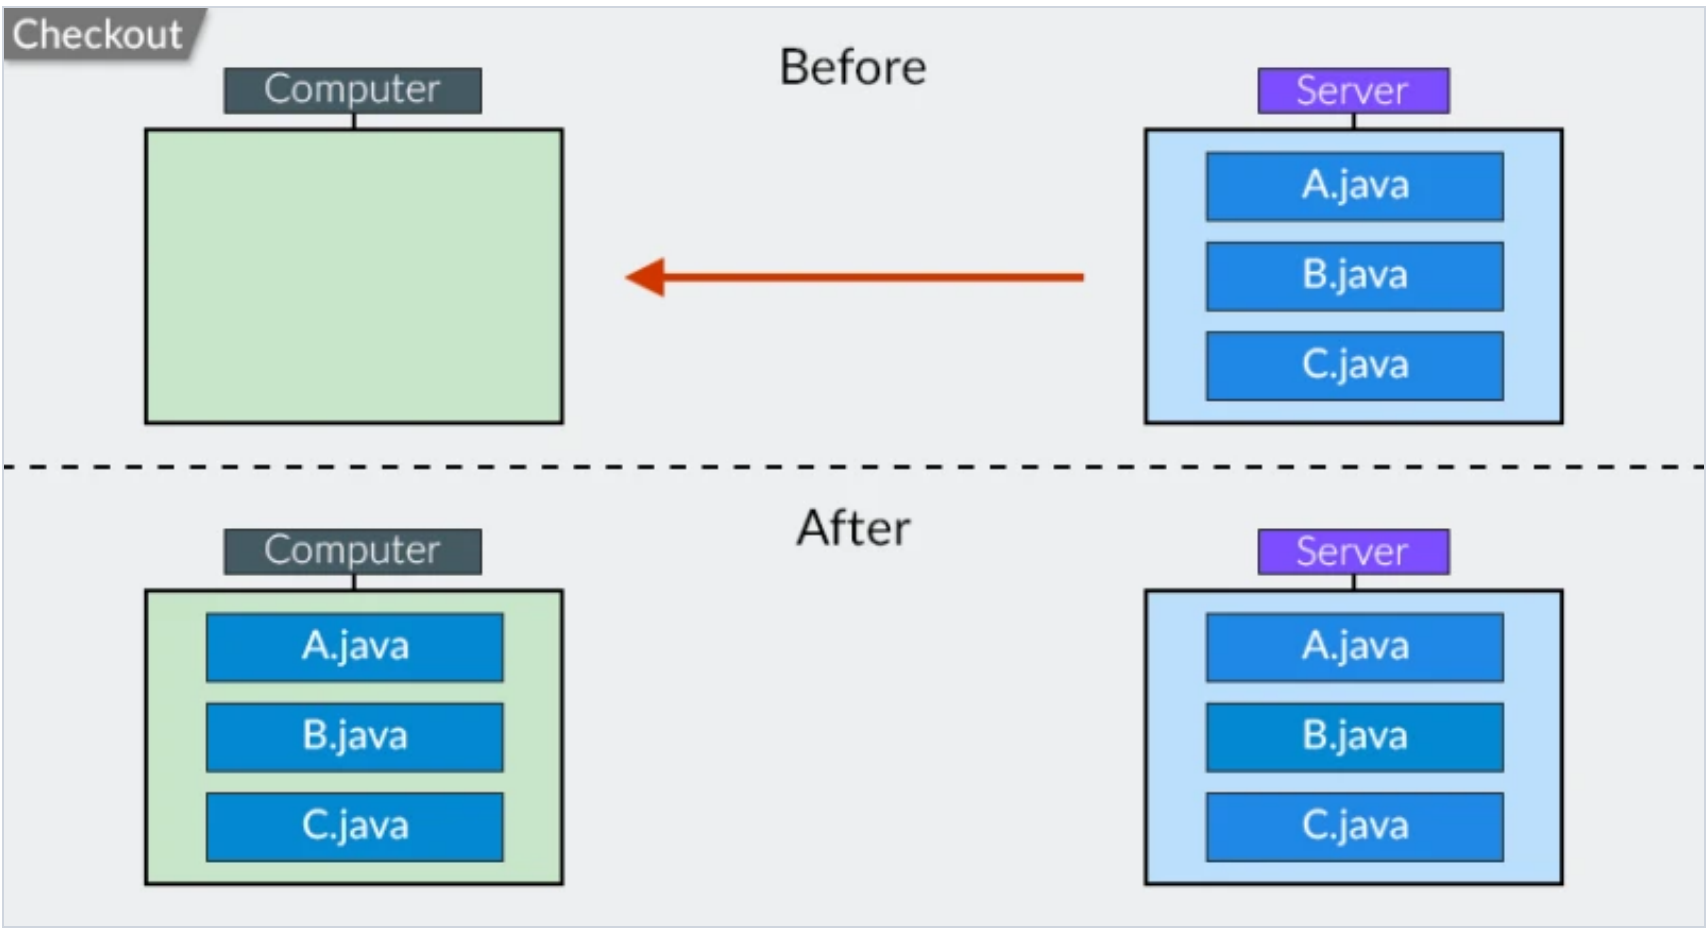 Checkout
Before
Computer
Server
A.java
B.java
C.java
After
Computer
Server
A.java
B.java
C.java
A.java
B.java
C.java